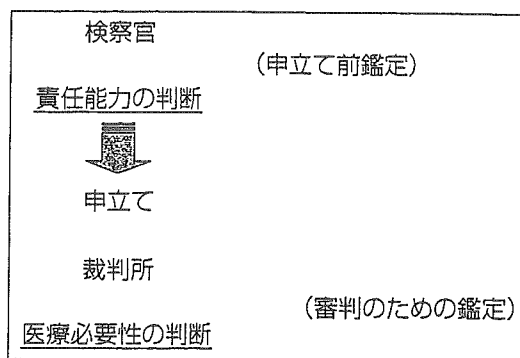 検察官
（申立て前鑑定）
責任能力の判断
申立て
裁判所
（審判のための鑑定）
医療必要性の判断